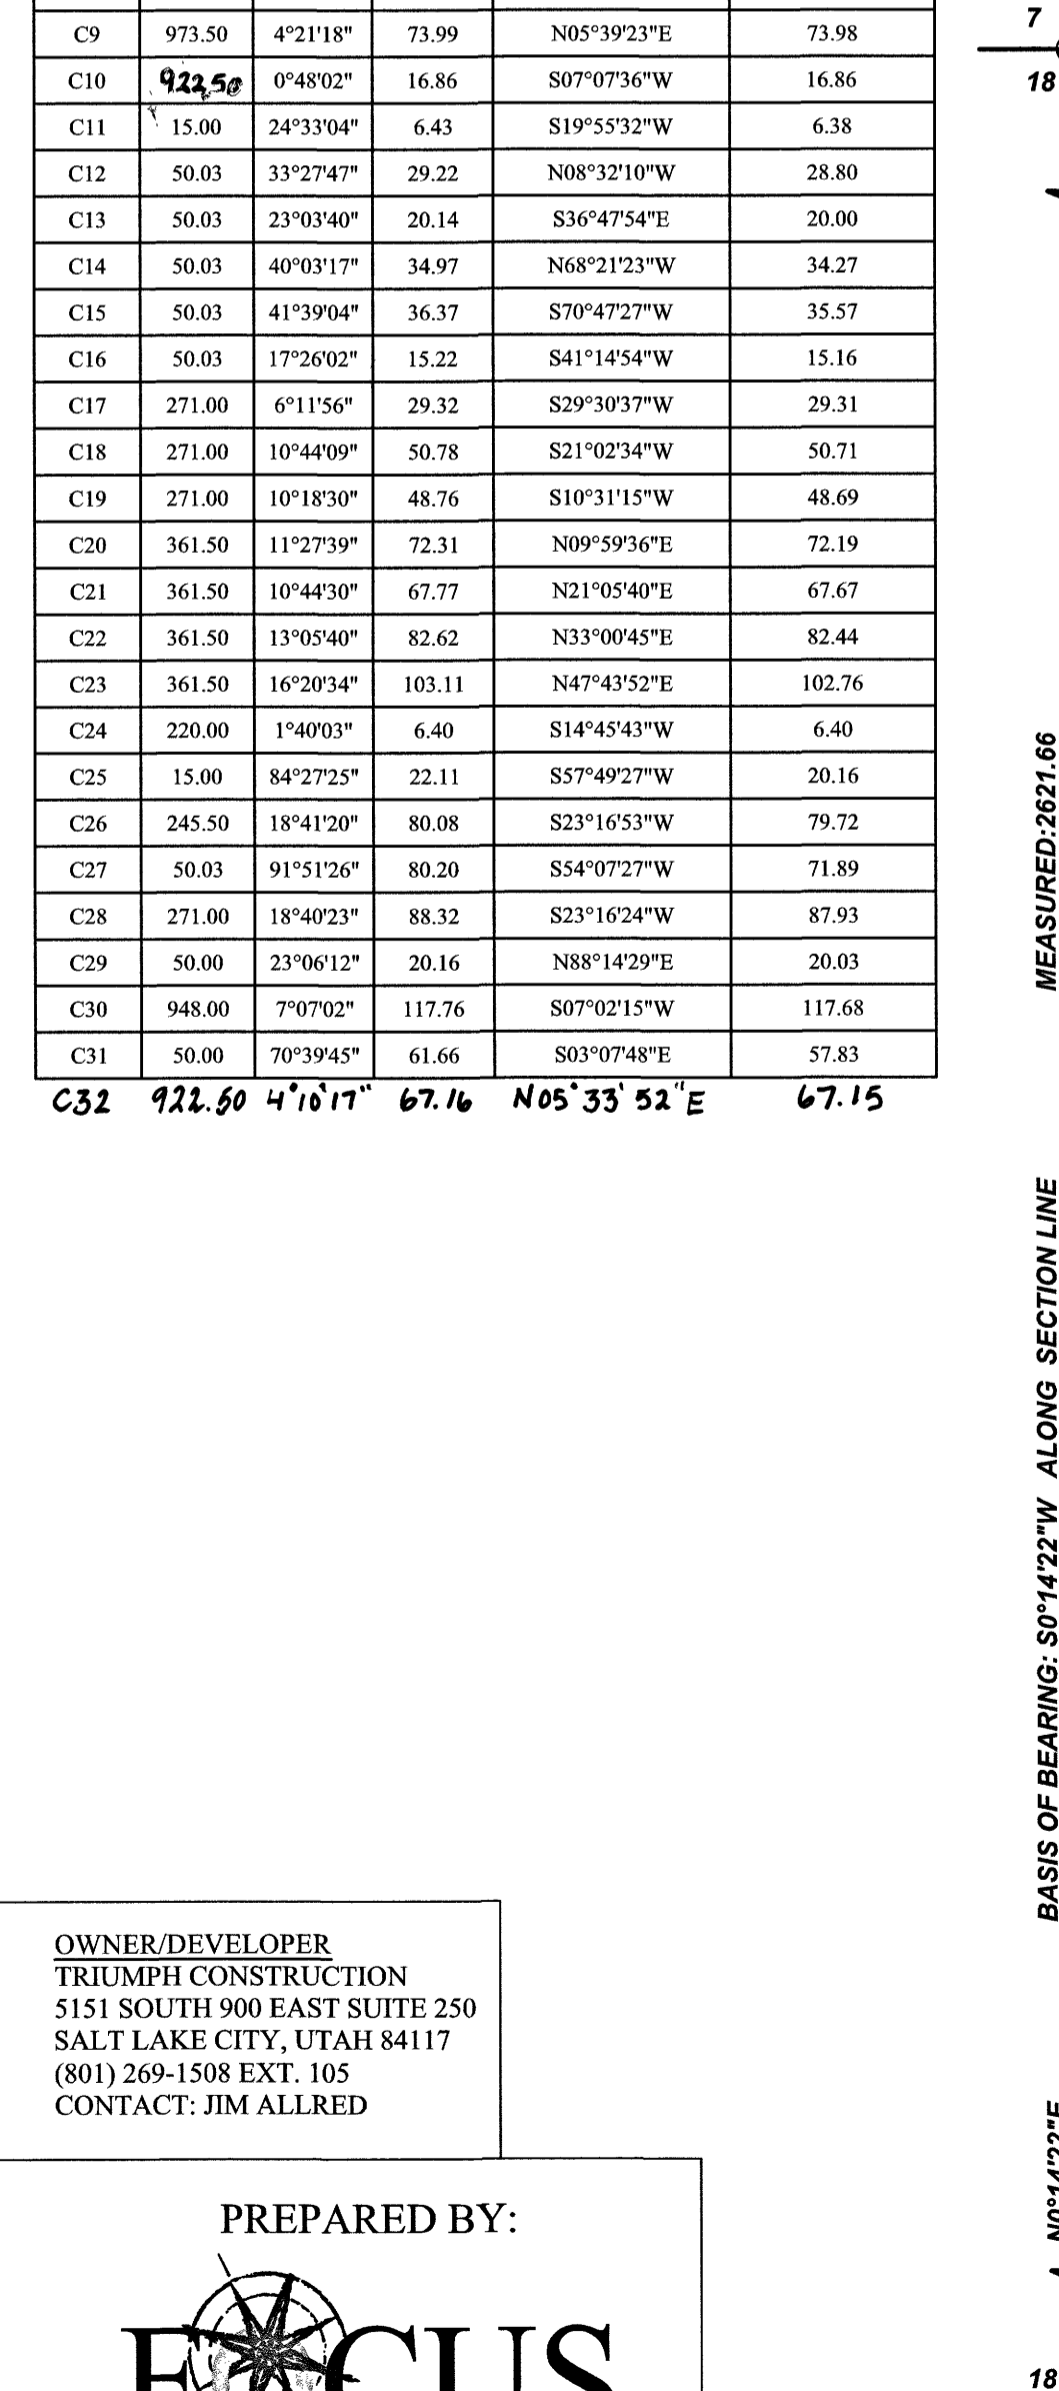 C9 973.50 4°21'18" 73.99 N05°39'23"E 73.98
C10 922.50 0°48'02" 16.86 S07°07'36"W 16.86
C11 15.00 24°33'04" 6.43 S19°55'32"W 6.38
C12 50.03 33°27'47" 29.22 N08°32'10"W 28.80
C13 50.03 23°03'40" 20.14 S36°47'54"E 20.00
C14 50.03 40°03'17" 34.97 N68°21'23"W 34.27
C15 50.03 41°39'04" 36.37 S70°47'27"W 35.57
C16 50.03 17°26'02" 15.22 S41°14'54"W 15.16
C17 271.00 6°11'56" 29.32 S29°30'37"W 29.31
C18 271.00 10°44'09" 50.78 S21°02'34"W 50.71
C19 271.00 10°18'30" 48.76 S10°31'15"W 48.69
C20 361.50 11°27'39" 72.31 N09°59'36"E 72.19
C21 361.50 10°44'30" 67.77 N21°05'40"E 67.67
C22 361.50 13°05'40" 82.62 N33°00'45"E 82.44
C23 361.50 16°20'34" 103.11 N47°43'52"E 102.76
C24 220.00 1°40'03" 6.40 S14°45'43"W 6.40
C25 15.00 84°27'25" 22.11 S57°49'27"W 20.16
C26 245.50 18°41'20" 80.08 S23°16'53"W 79.72
C27 50.03 91°51'26" 80.20 S54°07'27"W 71.89
C28 271.00 18°40'23" 88.32 S23°16'24"W 87.93
C29 50.00 23°06'12" 20.16 N88°14'29"E 20.03
C30 948.00 7°07'02" 117.76 S07°02'15"W 117.68
C31 50.00 70°39'45" 61.66 S03°07'48"E 57.83
C32 922.50 4°10'17" 67.16 N05°33'52"E 67.15
7
18
MEASURED:2621.66
BASIS OF BEARING: S0°14'22"W ALONG SECTION LINE
N0°14'22"E
18
OWNER/DEVELOPER
TRIUMPH CONSTRUCTION
5151 SOUTH 900 EAST SUITE 250
SALT LAKE CITY, UTAH 84117
(801) 269-1508 EXT. 105
CONTACT: JIM ALLRED
PREPARED BY:
FOCUS